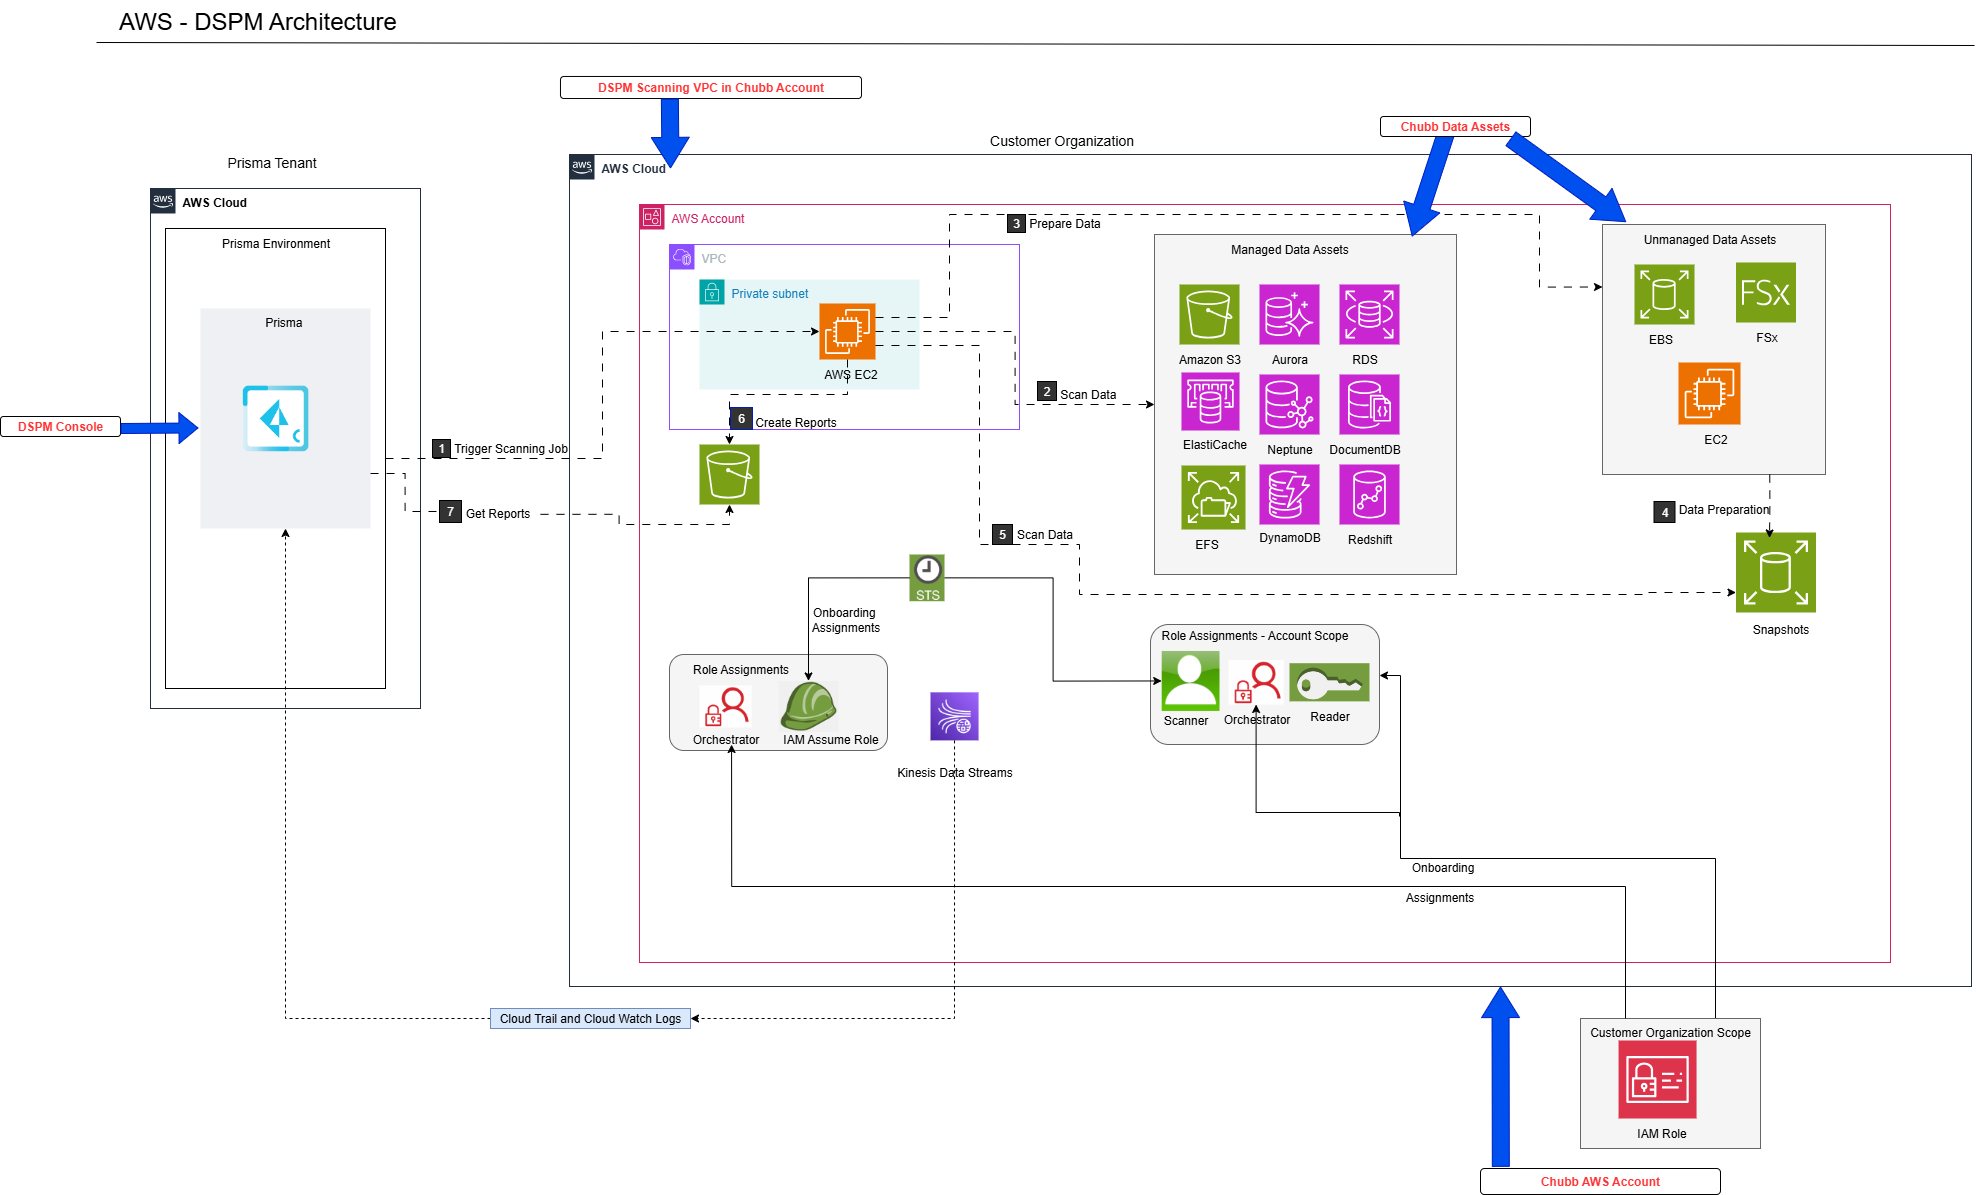 AWS - DSPM Architecture
DSPM Scanning VPC in Chubb Account
Chubb Data Assets
Customer Organization
Prisma Tenant
aws
AWS Cloud
aws
AWS Cloud
Prisma Environment
Prisma
DSPM Console
AWS Account
VPC
Private subnet
AWS EC2
3 Prepare Data
2 Scan Data
6 Create Reports
1 Trigger Scanning Job
7 Get Reports
5 Scan Data
Managed Data Assets
Amazon S3
Aurora
RDS
ElastiCache
Neptune
DocumentDB
EFS
DynamoDB
Redshift
Unmanaged Data Assets
EBS
FSx
FSx
EC2
4 Data Preparation
Snapshots
STS
Onboarding
Assignments
Role Assignments
Orchestrator
IAM Assume Role
Kinesis Data Streams
Role Assignments - Account Scope
Scanner
Orchestrator
Reader
Onboarding
Assignments
Cloud Trail and Cloud Watch Logs
Customer Organization Scope
IAM Role
Chubb AWS Account